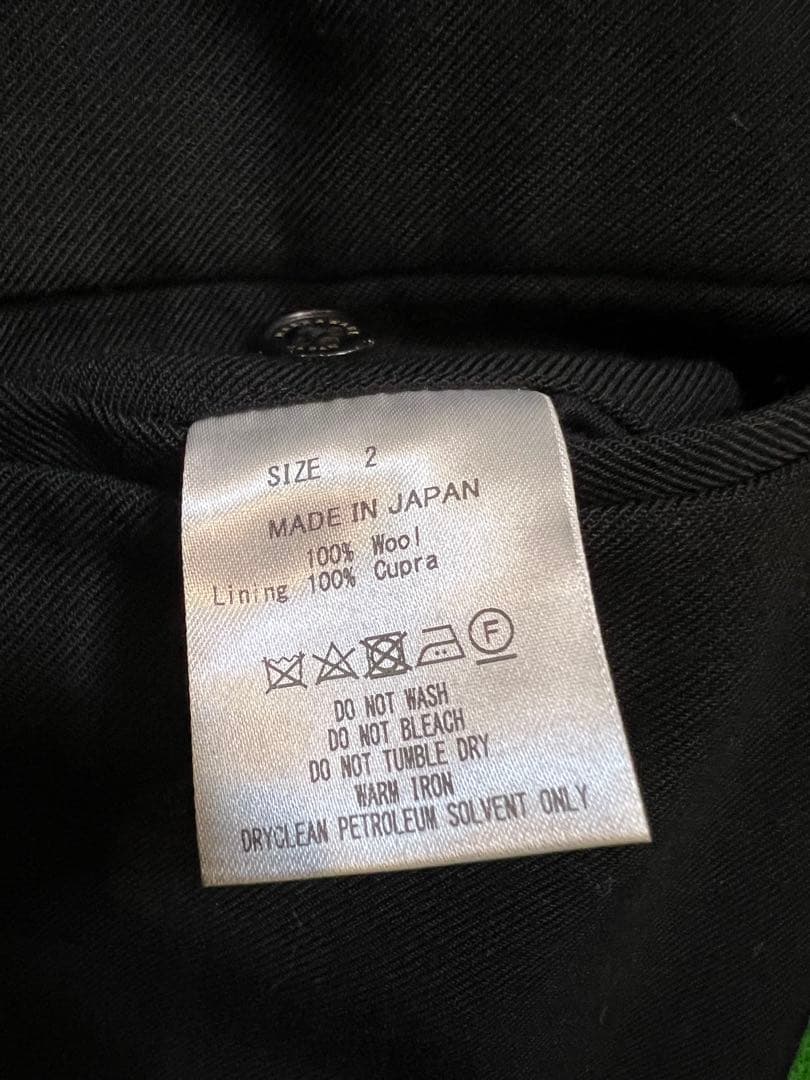 SIZE 2
MADE IN JAPAN
100% Wool
Lining 100% Cupra
F
DO NOT WASH
DO NOT BLEACH
DO NOT TUMBLE DRY
WARM IRON
DRYCLEAN PETROLEUM SOLVENT ONLY